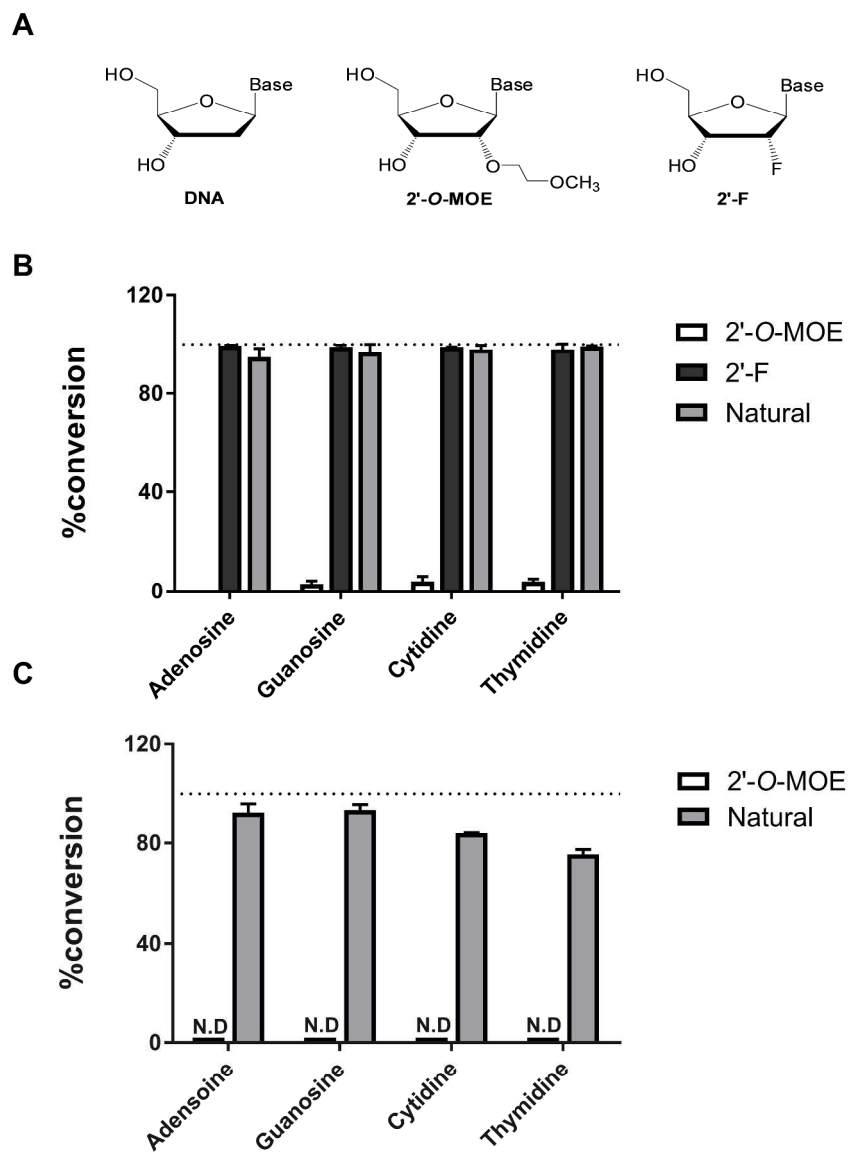 A
HO
O
Base
HO
DNA
HO
O
Base
HO
O
OCH3
2'-O-MOE
HO
O
Base
HO
F
2'-F
B
%conversion
120
80
40
0
Adenosine
Guanosine
Cytidine
Thymidine
2'-O-MOE
2'-F
Natural
C
%conversion
120
80
40
0
N.D
N.D
N.D
N.D
Adensoine
Guanosine
Cytidine
Thymidine
2'-O-MOE
Natural